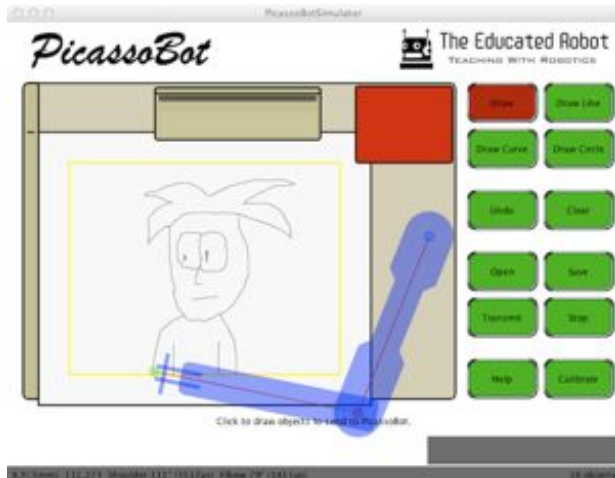 PicassoBotSimulator
PicassoBot
The Educated Robot
Teaching With Robotics
Draw
Draw Line
Draw Curve
Draw Circle
Undo
Clear
Open
Save
Transmit
Stop
Help
Calibrate
Click to draw objects to send to PicassoBot.